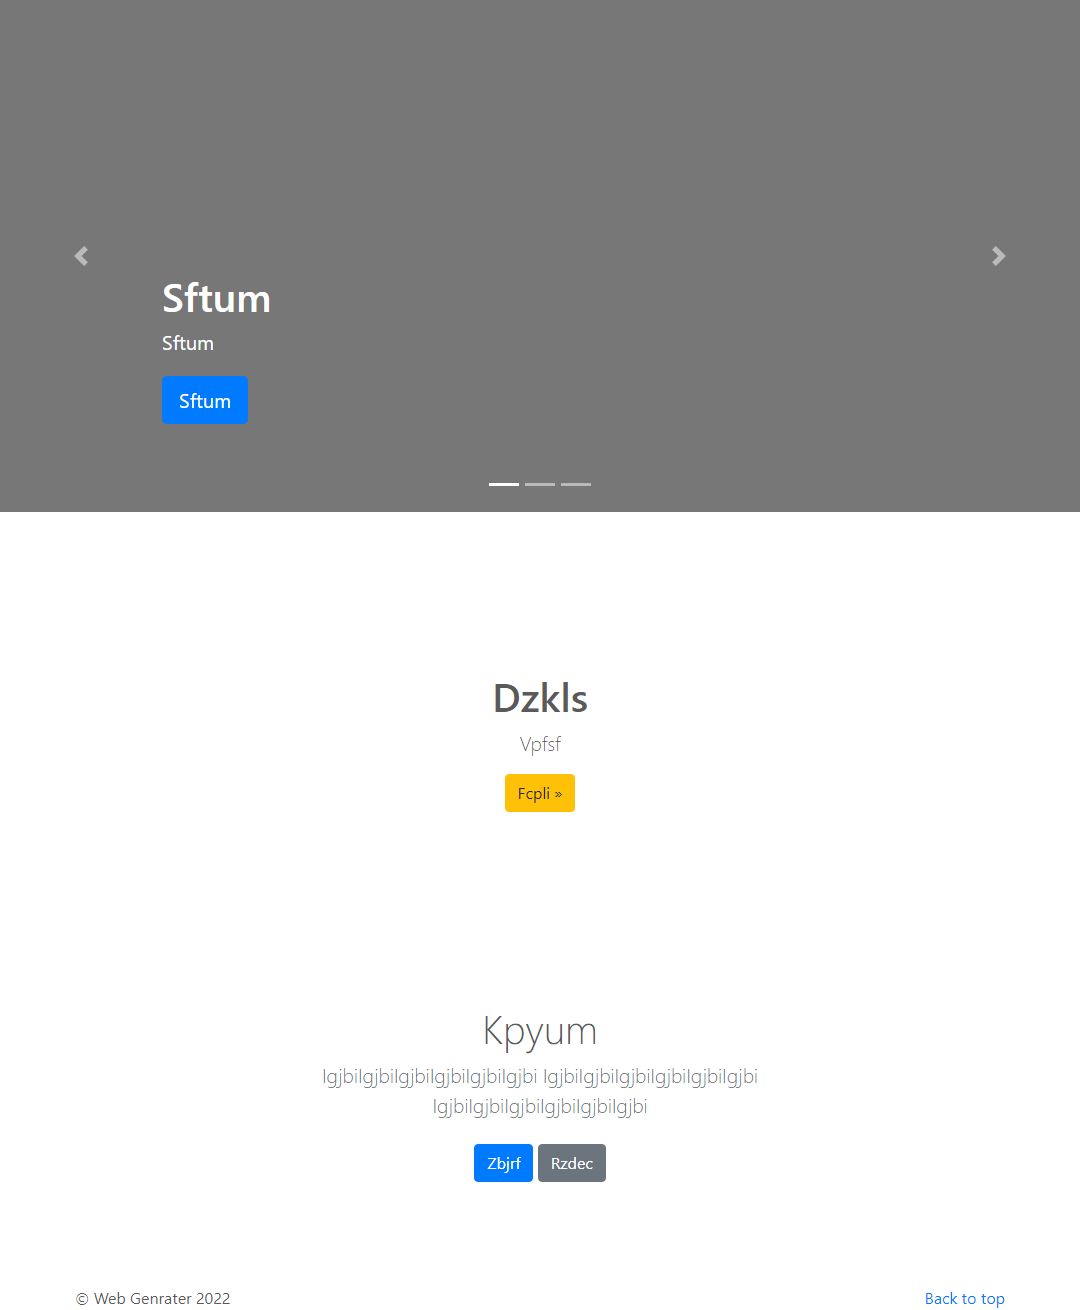 Sftum
Sftum
Sftum
Dzkls
Vpfsf
Fcpli »
Kpyum
lgjbilgjbilgjbilgjbilgjbilgjbi lgjbilgjbilgjbilgjbilgjbilgjbi
lgjbilgjbilgjbilgjbilgjbilgjbi
Zbjrf Rzdec
© Web Genrater 2022 Back to top